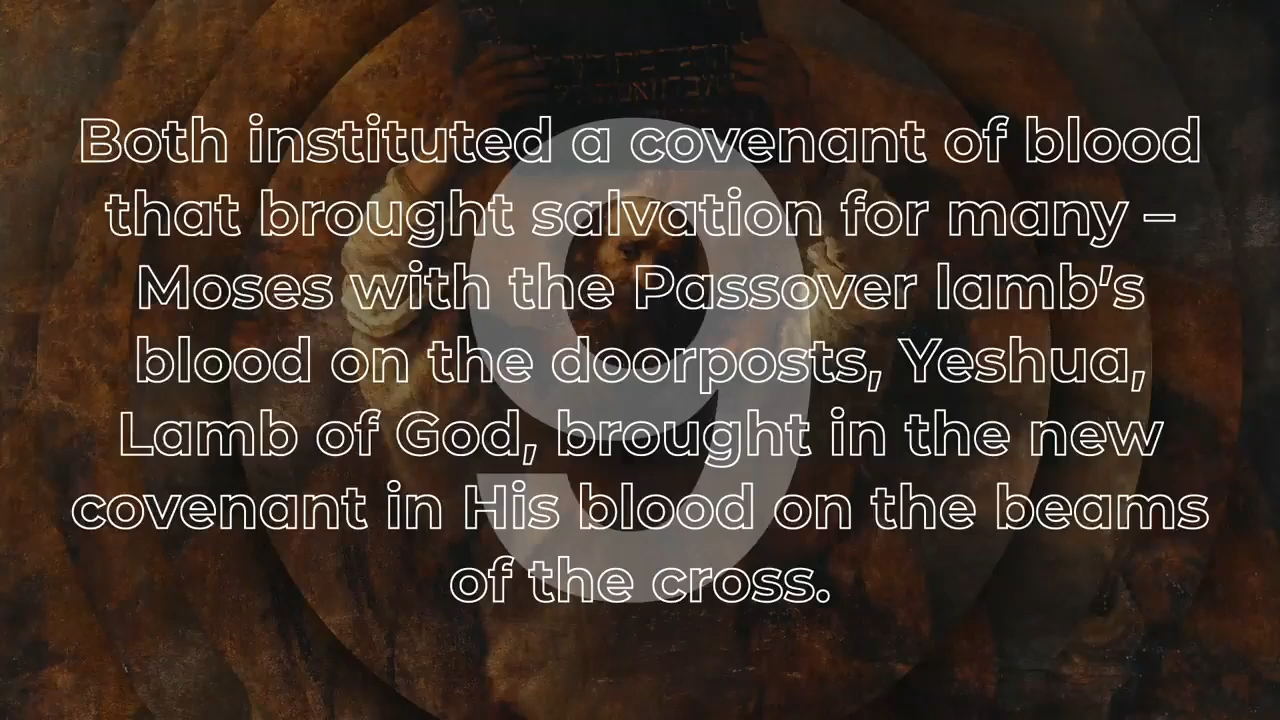 Both instituted a covenant of blood
that brought salvation for many –
Moses with the Passover lamb's
blood on the doorposts, Yeshua,
Lamb of God, brought in the new
covenant in His blood on the beams
of the cross.
9